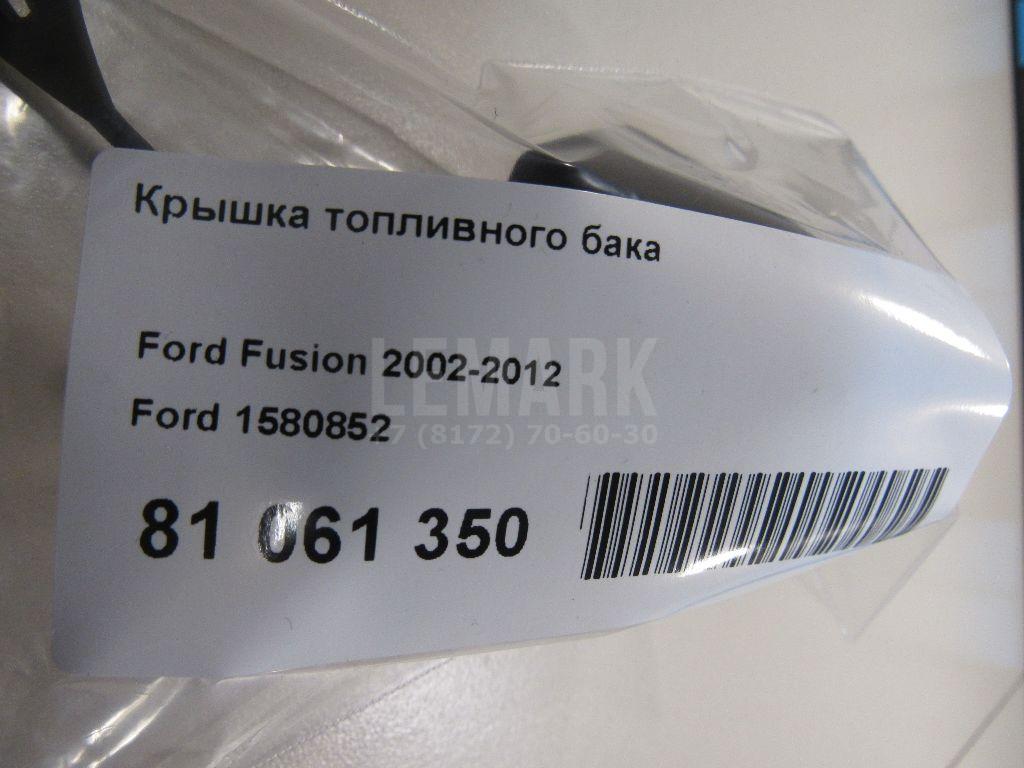 Крышка топливного бака
Ford Fusion 2002-2012
LEMARK
Ford 1580852
7 (8172) 70-60-30
81 061 350